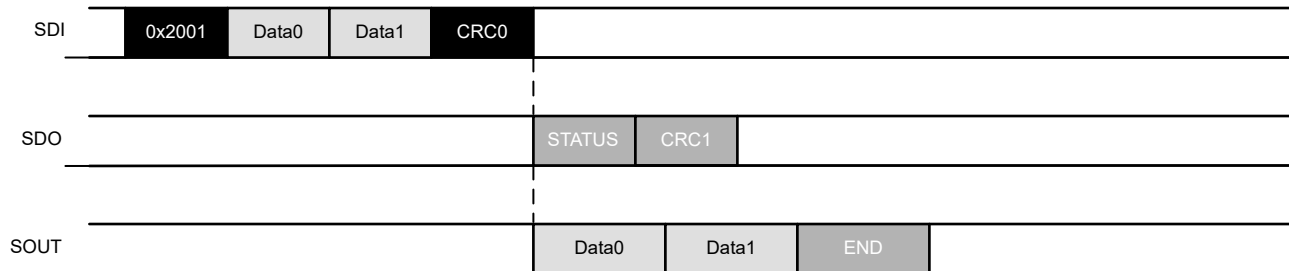 SDI 0x2001 Data0 Data1 CRC0
SDO STATUS CRC1
SOUT Data0 Data1 END